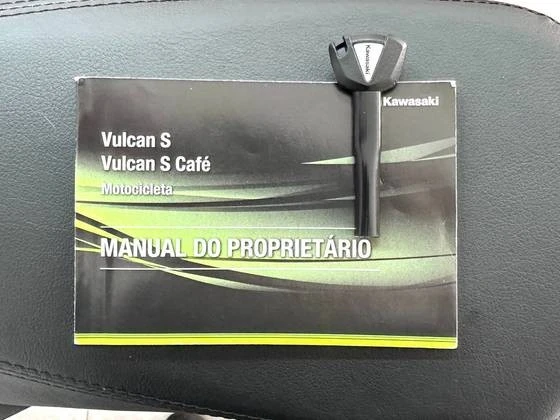 Kawasaki
Kawasaki
Vulcan S
Vulcan S Café
Motocicleta
MANUAL DO PROPRIETÁRIO